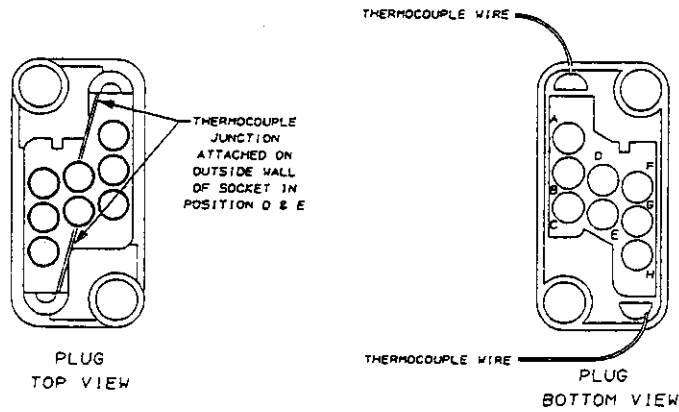 THERMOCOUPLE WIRE
THERMOCOUPLE
JUNCTION
ATTACHED ON
OUTSIDE WALL
OF SOCKET IN
POSITION D & E
A
B
C
D
E
F
G
H
THERMOCOUPLE WIRE
PLUG
TOP VIEW
PLUG
BOTTOM VIEW